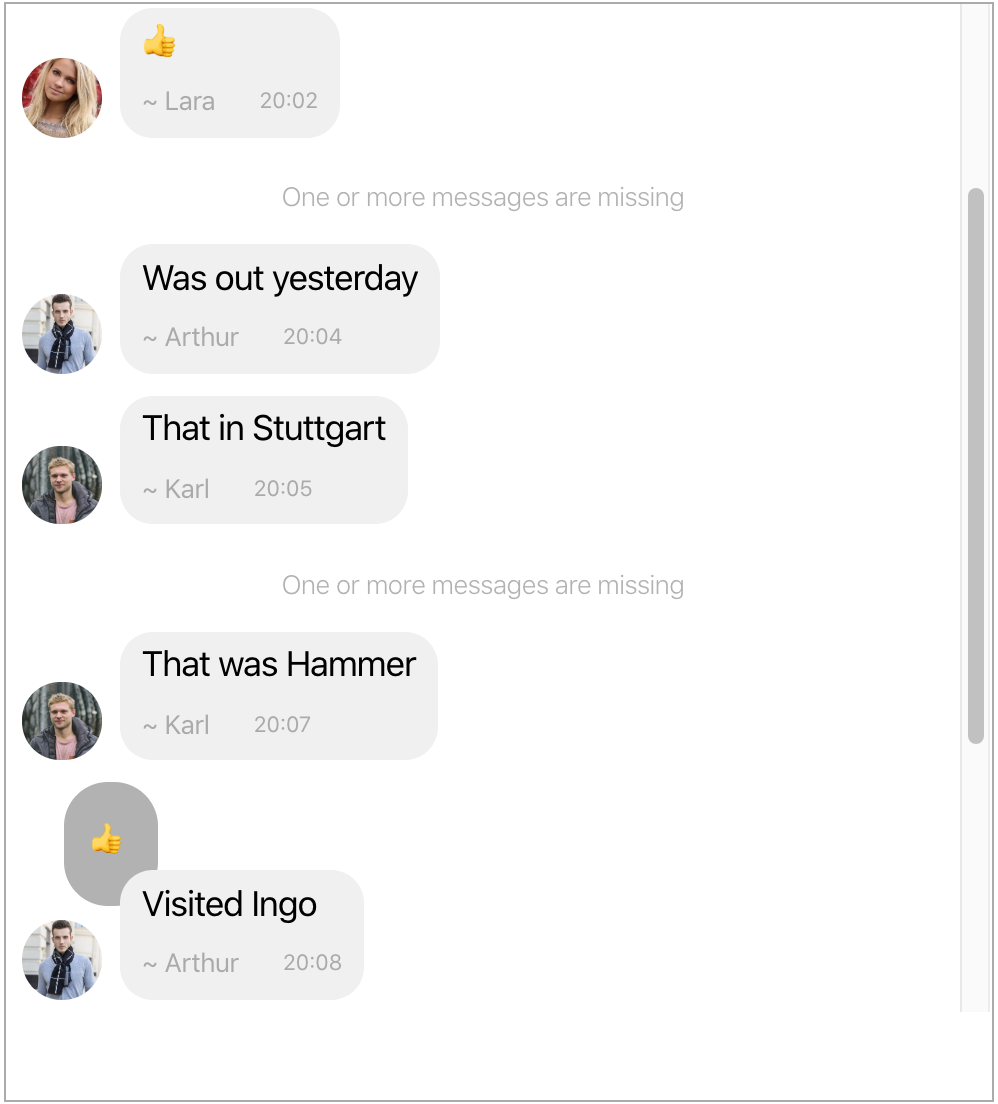 👍
~ Lara 20:02
One or more messages are missing
Was out yesterday
~ Arthur 20:04
That in Stuttgart
~ Karl 20:05
One or more messages are missing
That was Hammer
~ Karl 20:07
👍
Visited Ingo
~ Arthur 20:08